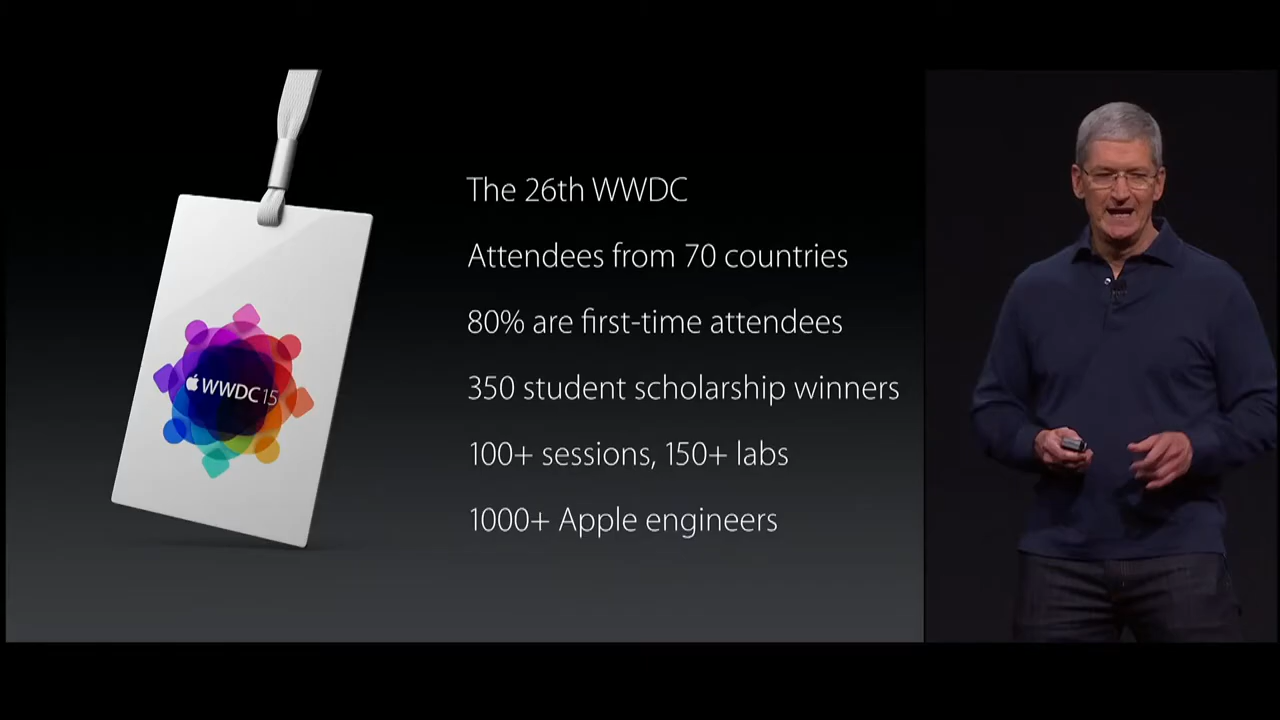 WWDC15
The 26th WWDC
Attendees from 70 countries
80% are first-time attendees
350 student scholarship winners
100+ sessions, 150+ labs
1000+ Apple engineers